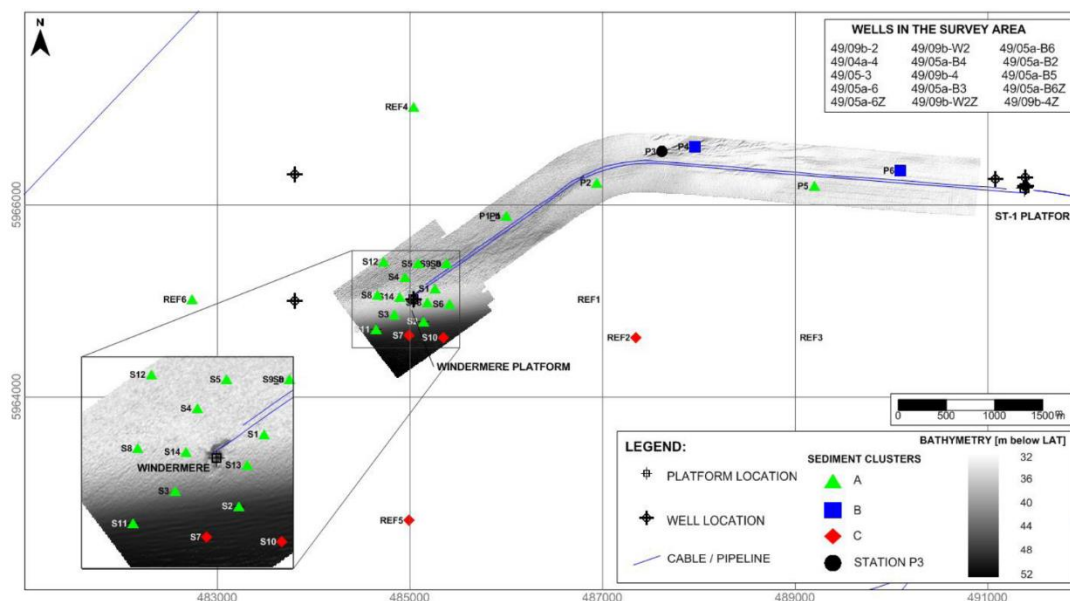 N
WELLS IN THE SURVEY AREA
49/09b-2 49/09b-W2 49/05a-B6
49/04a-4 49/05a-B4 49/05a-B2
49/05-3 49/09b-4 49/05a-B5
49/05a-6 49/05a-B3 49/05a-B6Z
49/05a-6Z 49/09b-W2Z 49/09b-4Z
REF4
P3
P4
P6
P2
P5
5966000
ST-1 PLATFOR
S12
S5
S4
S1
S8
S14
S6
REF6
REF1
S3
S2
S11
S7
S10
REF2
REF3
WINDERMERE PLATFORM
5964000
S12
S5
S4
S1
S8
S14
WINDERMERE
S13
S3
S2
S11
S7
S10
REF5
0 500 1000 1500 m
LEGEND:
PLATFORM LOCATION
WELL LOCATION
CABLE / PIPELINE
SEDIMENT CLUSTERS
A
B
C
STATION P3
BATHYMETRY [m below LAT]
32
36
40
44
48
52
483000 485000 487000 489000 491000